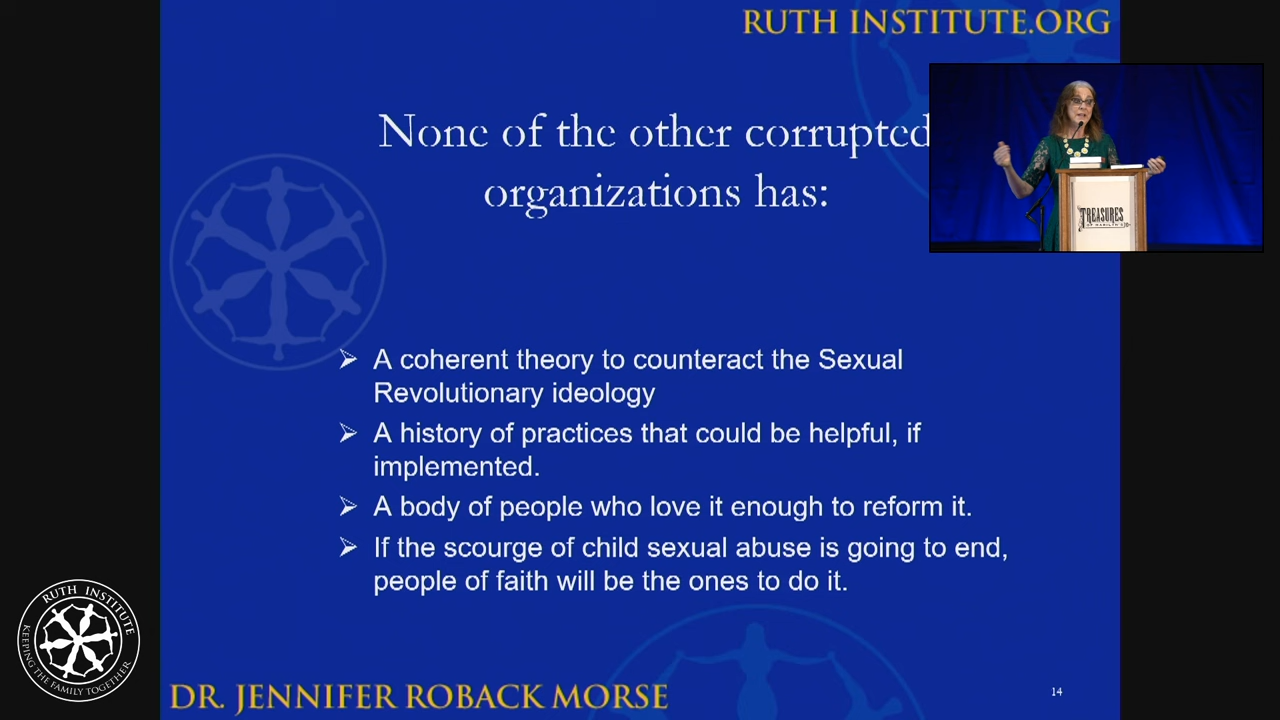 RUTH INSTITUTE.ORG
None of the other corrupted
organizations has:
TREASURES
➢ A coherent theory to counteract the Sexual
Revolutionary ideology
➢ A history of practices that could be helpful, if
implemented.
➢ A body of people who love it enough to reform it.
➢ If the scourge of child sexual abuse is going to end,
people of faith will be the ones to do it.
RUTH INSTITUTE
KEEPING THE FAMILY TOGETHER
DR. JENNIFER ROBACK MORSE
14